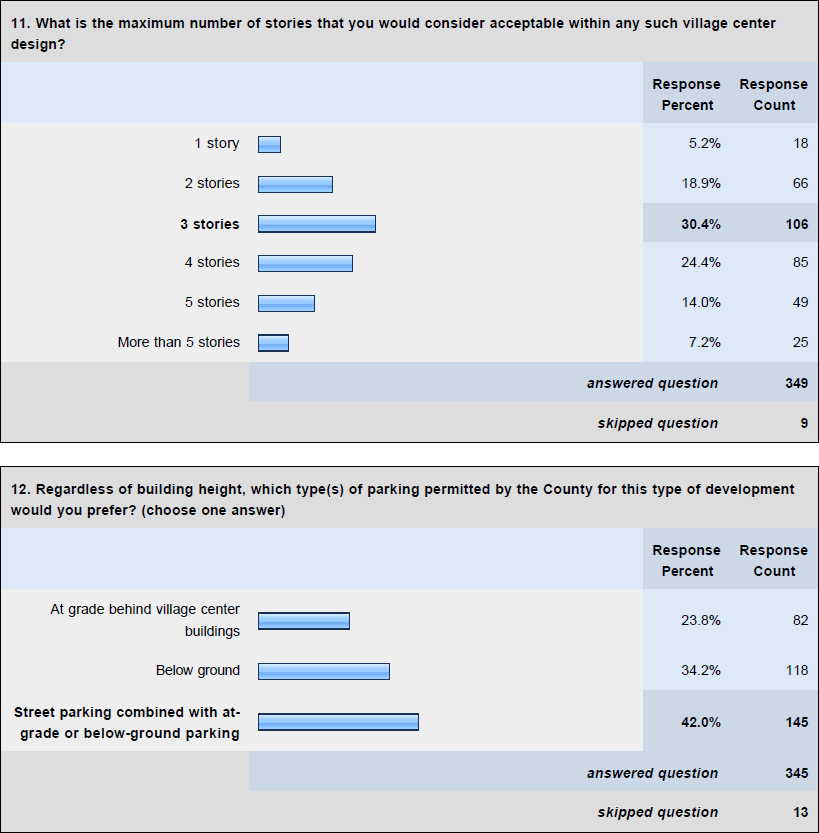 11. What is the maximum number of stories that you would consider acceptable within any such village center
design?
Response Percent Response Count
1 story 5.2% 18
2 stories 18.9% 66
3 stories 30.4% 106
4 stories 24.4% 85
5 stories 14.0% 49
More than 5 stories 7.2% 25
answered question 349
skipped question 9
12. Regardless of building height, which type(s) of parking permitted by the County for this type of development
would you prefer? (choose one answer)
Response Percent Response Count
At grade behind village center
buildings 23.8% 82
Below ground 34.2% 118
Street parking combined with at-
grade or below-ground parking 42.0% 145
answered question 345
skipped question 13